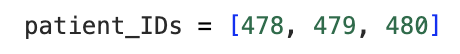 patient_IDs = [478, 479, 480]